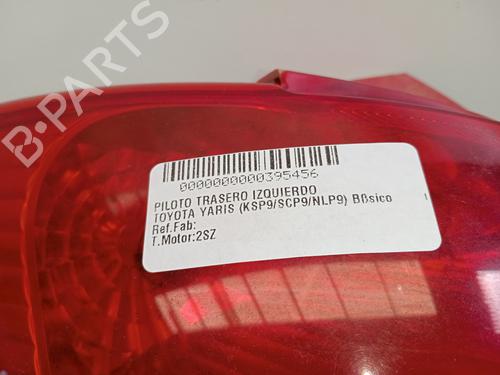 B-PARTS
0000000000395456
PILOTO TRASERO IZQUIERDO
TOYOTA YARIS (KSP9/SCP9/NLP9) Bßsico
Ref.Fab:
T.Motor:2SZ